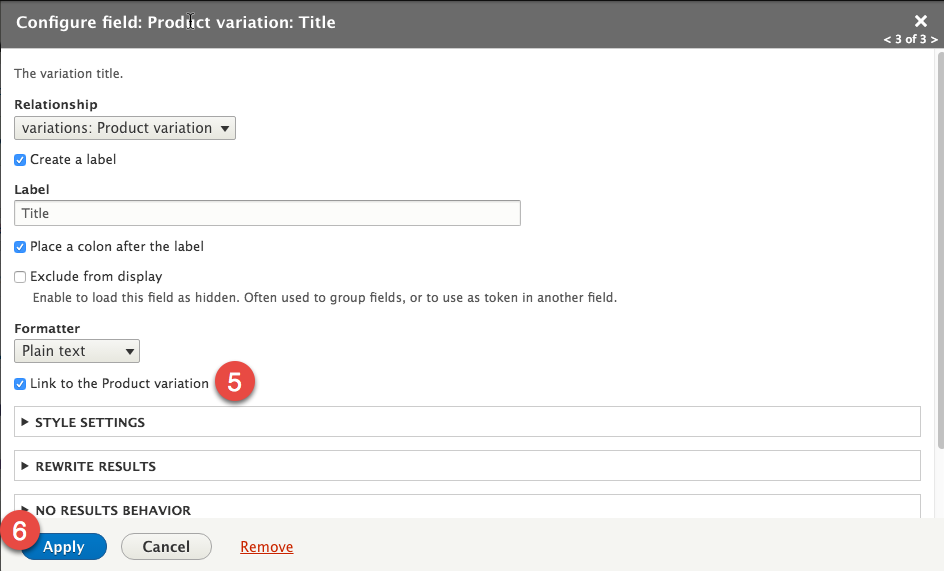 Configure field: Product variation: Title
< 3 of 3 >
The variation title.
Relationship
variations: Product variation
Create a label
Label
Title
Place a colon after the label
Exclude from display
Enable to load this field as hidden. Often used to group fields, or to use as token in another field.
Formatter
Plain text
Link to the Product variation 5
STYLE SETTINGS
REWRITE RESULTS
NO RESULTS BEHAVIOR
6 Apply Cancel Remove